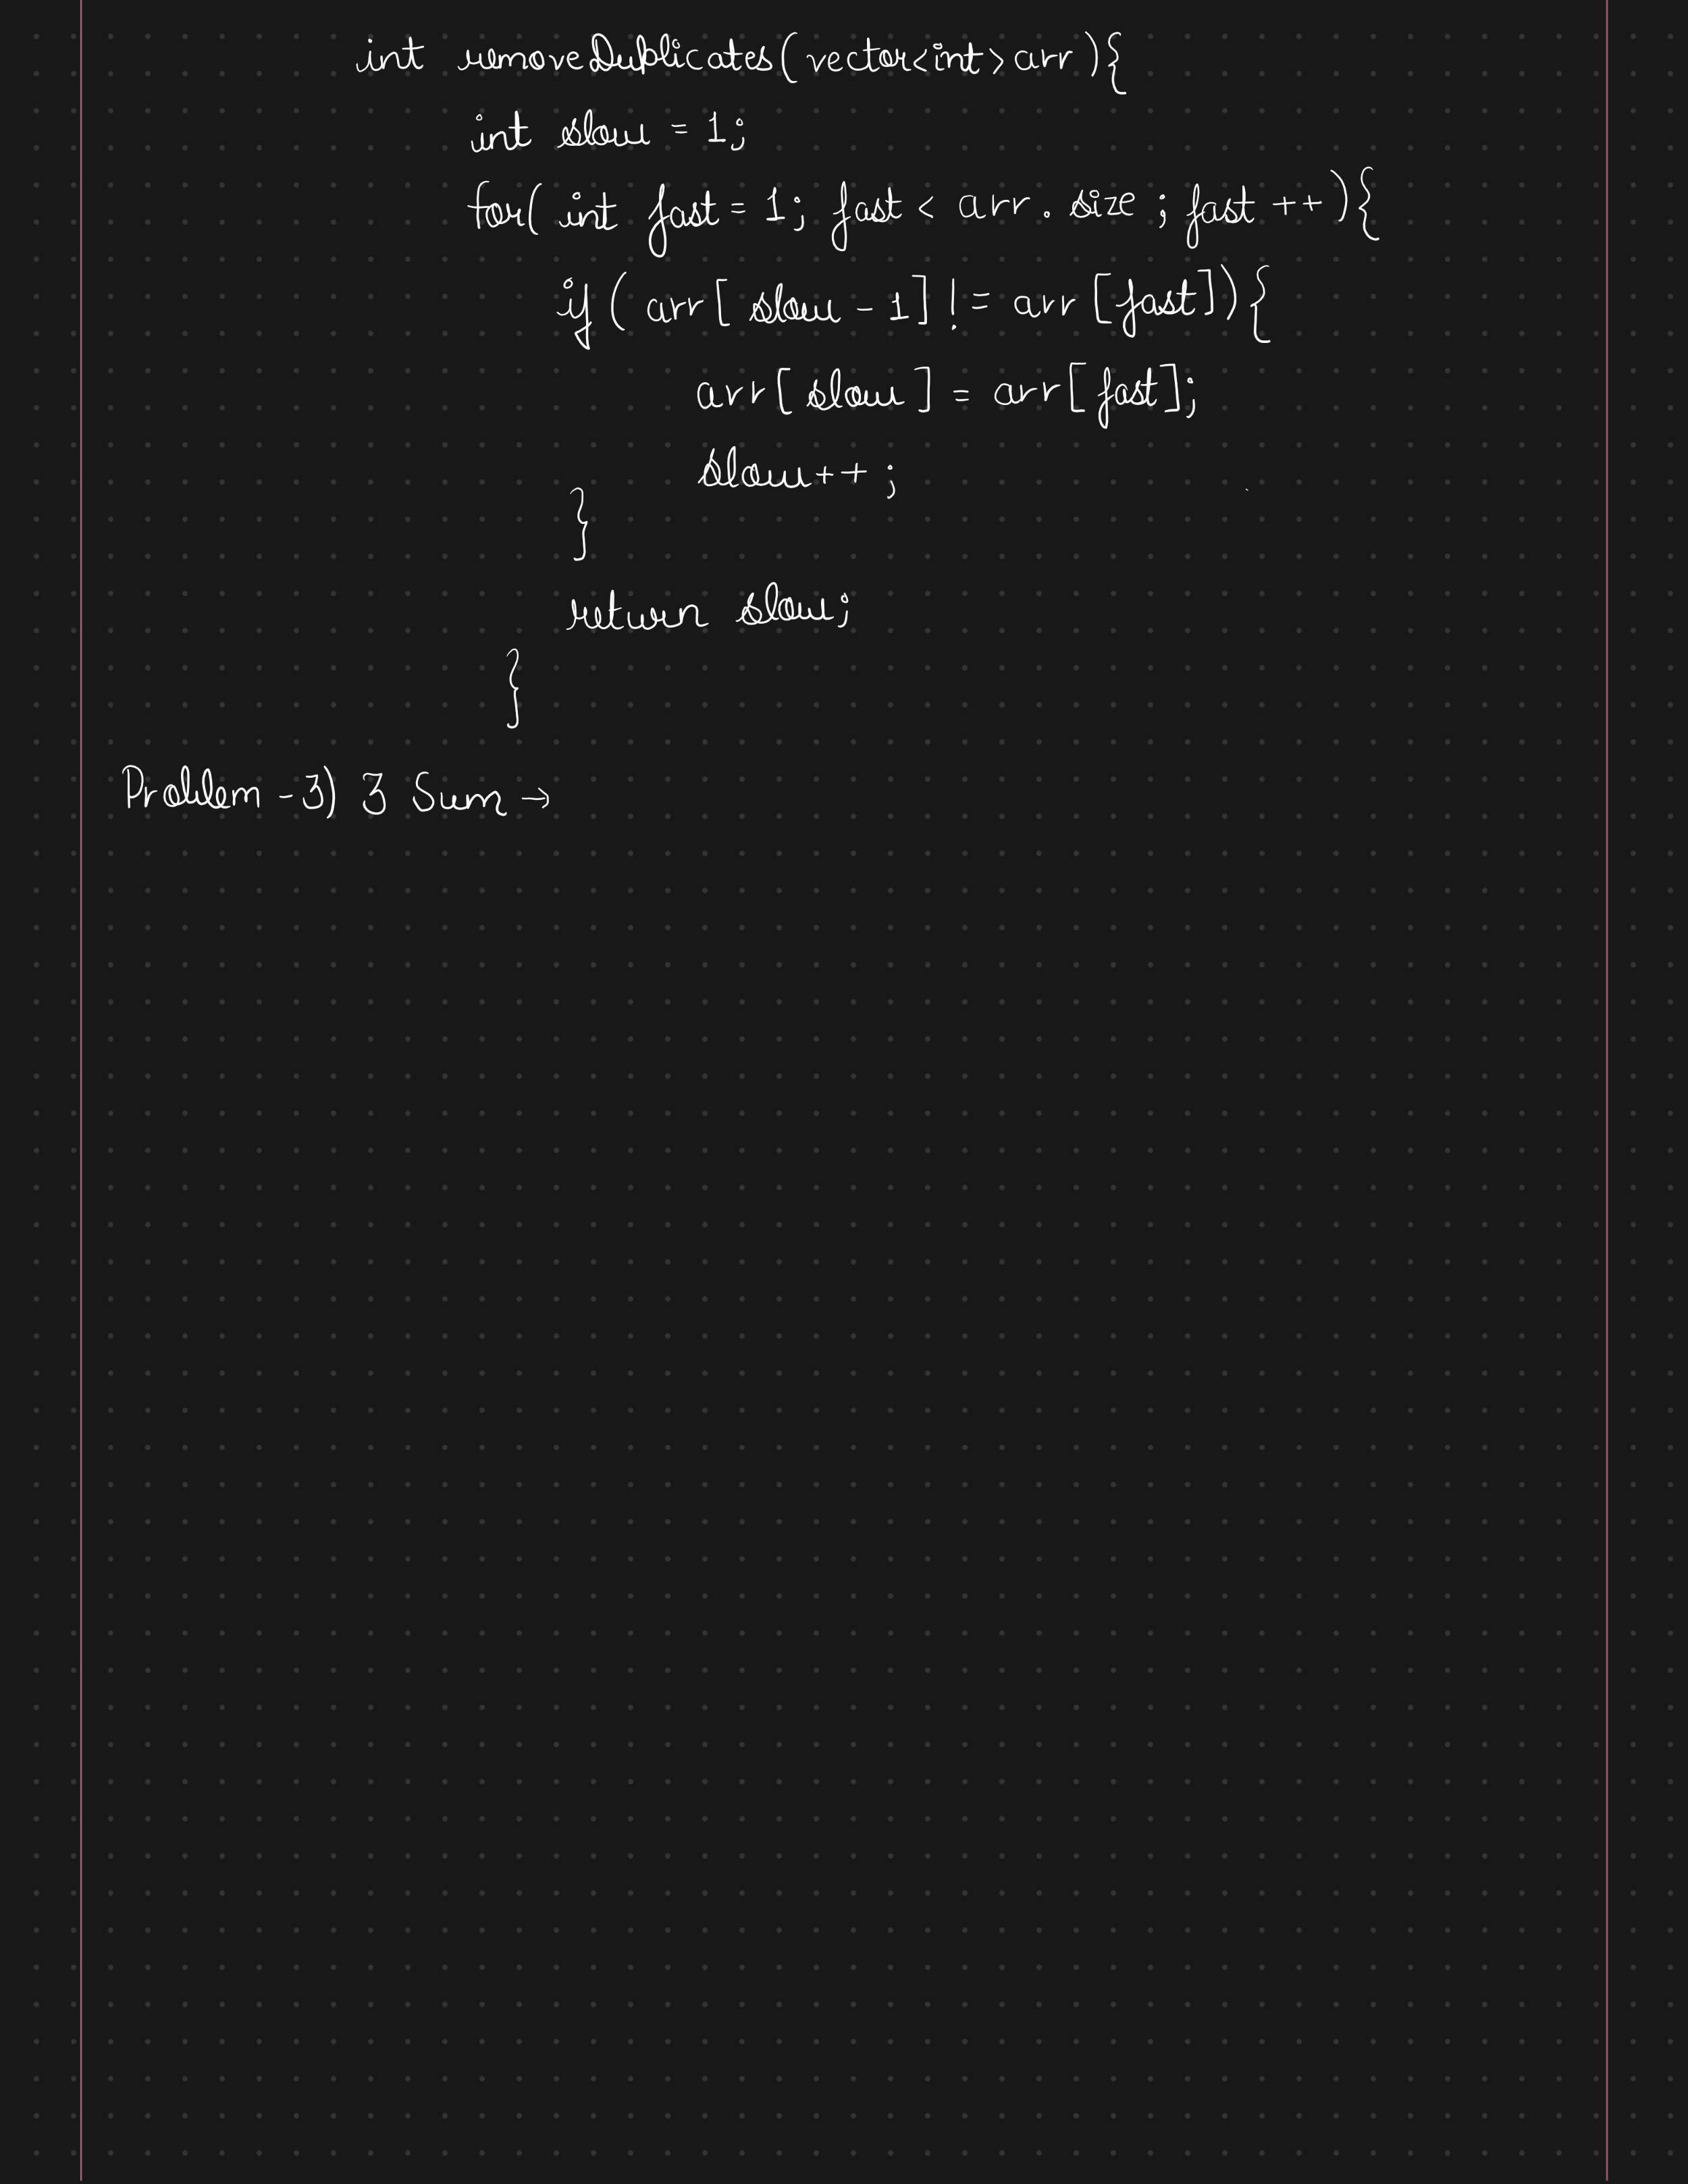 int removeDuplicates(vector<int> arr){
int slow = 1;
for( int fast = 1; fast < arr. size ; fast ++){
if ( arr[ slow - 1] != arr [fast]){
arr[ slow ] = arr[ fast];
slow++ ;
}
return slow;
}
Problem - 3) 3 Sum →